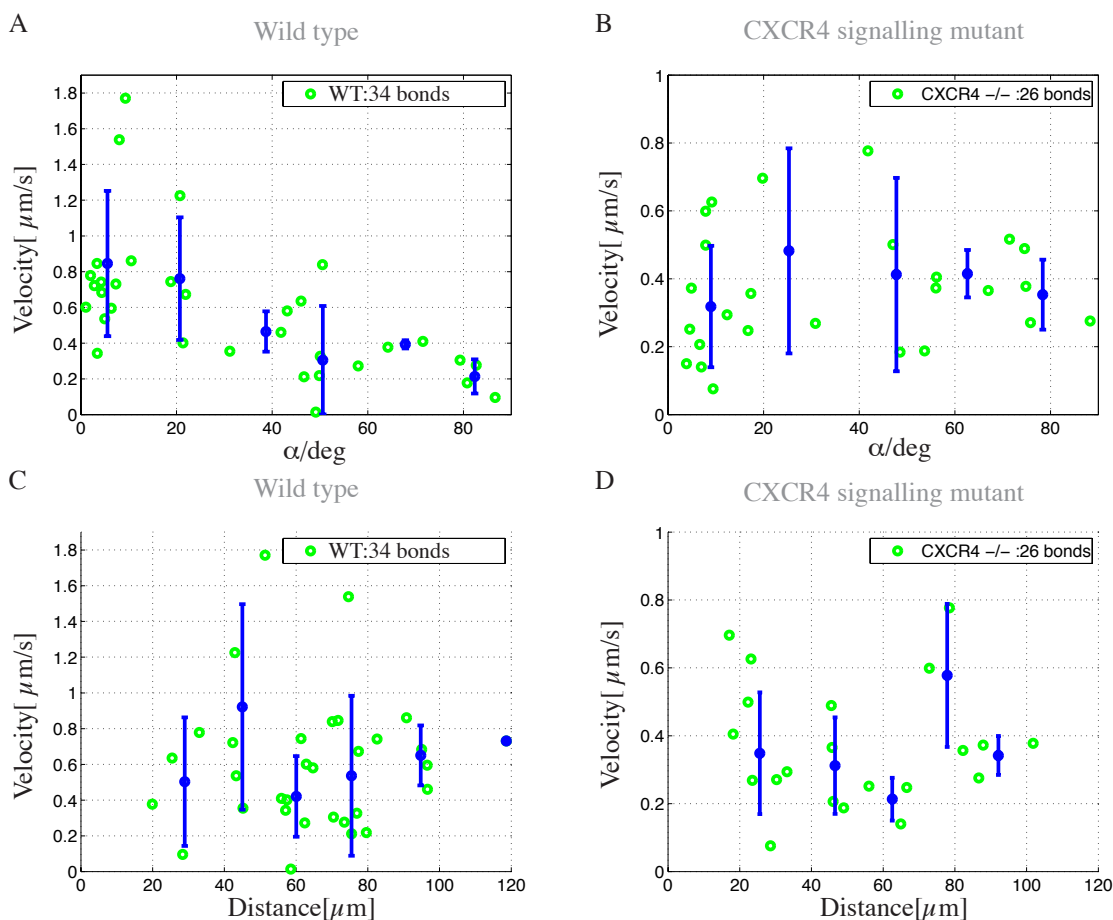 A
Wild type
WT:34 bonds
Velocity[ µm/s]
0
0.2
0.4
0.6
0.8
1
1.2
1.4
1.6
1.8
0 20 40 60 80
α/deg
B
CXCR4 signalling mutant
CXCR4 −/− :26 bonds
Velocity[ µm/s]
0
0.2
0.4
0.6
0.8
1
0 20 40 60 80
α/deg
C
Wild type
WT:34 bonds
Velocity[ µm/s]
0
0.2
0.4
0.6
0.8
1
1.2
1.4
1.6
1.8
0 20 40 60 80 100 120
Distance[µm]
D
CXCR4 signalling mutant
CXCR4 −/− :26 bonds
Velocity[ µm/s]
0
0.2
0.4
0.6
0.8
1
0 20 40 60 80 100 120
Distance[µm]